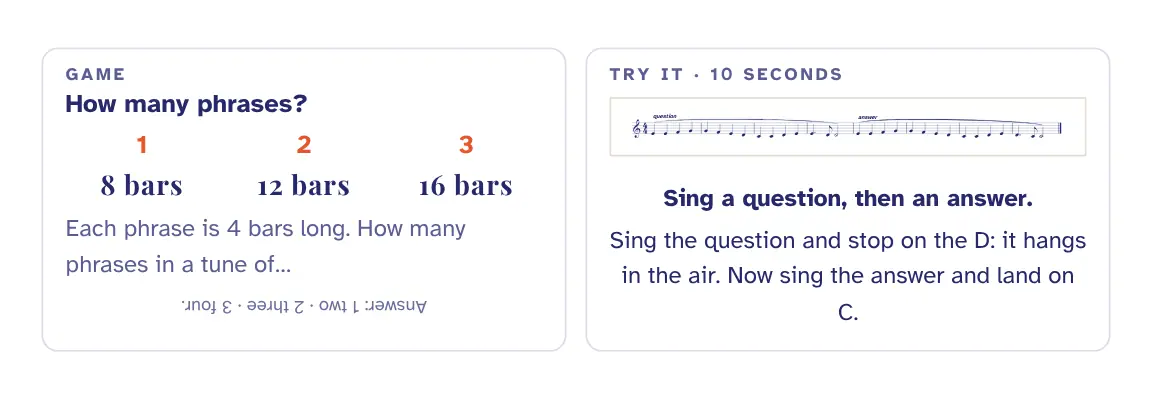 GAME
How many phrases?
1 2 3
8 bars 12 bars 16 bars
Each phrase is 4 bars long. How many
phrases in a tune of...
Answer: 1 two · 2 three · 3 four.
TRY IT · 10 SECONDS
question answer
Sing a question, then an answer.
Sing the question and stop on the D: it hangs
in the air. Now sing the answer and land on
C.